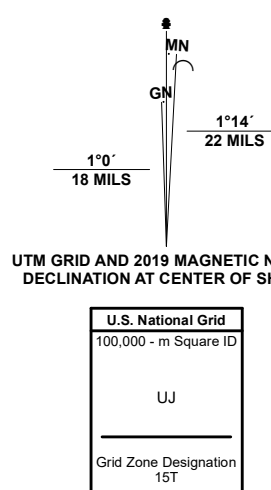 MN
GN
1°14´
22 MILS
1°0´
18 MILS
UTM GRID AND 2019 MAGNETIC N
DECLINATION AT CENTER OF SH
U.S. National Grid
100,000 - m Square ID
UJ
Grid Zone Designation
15T